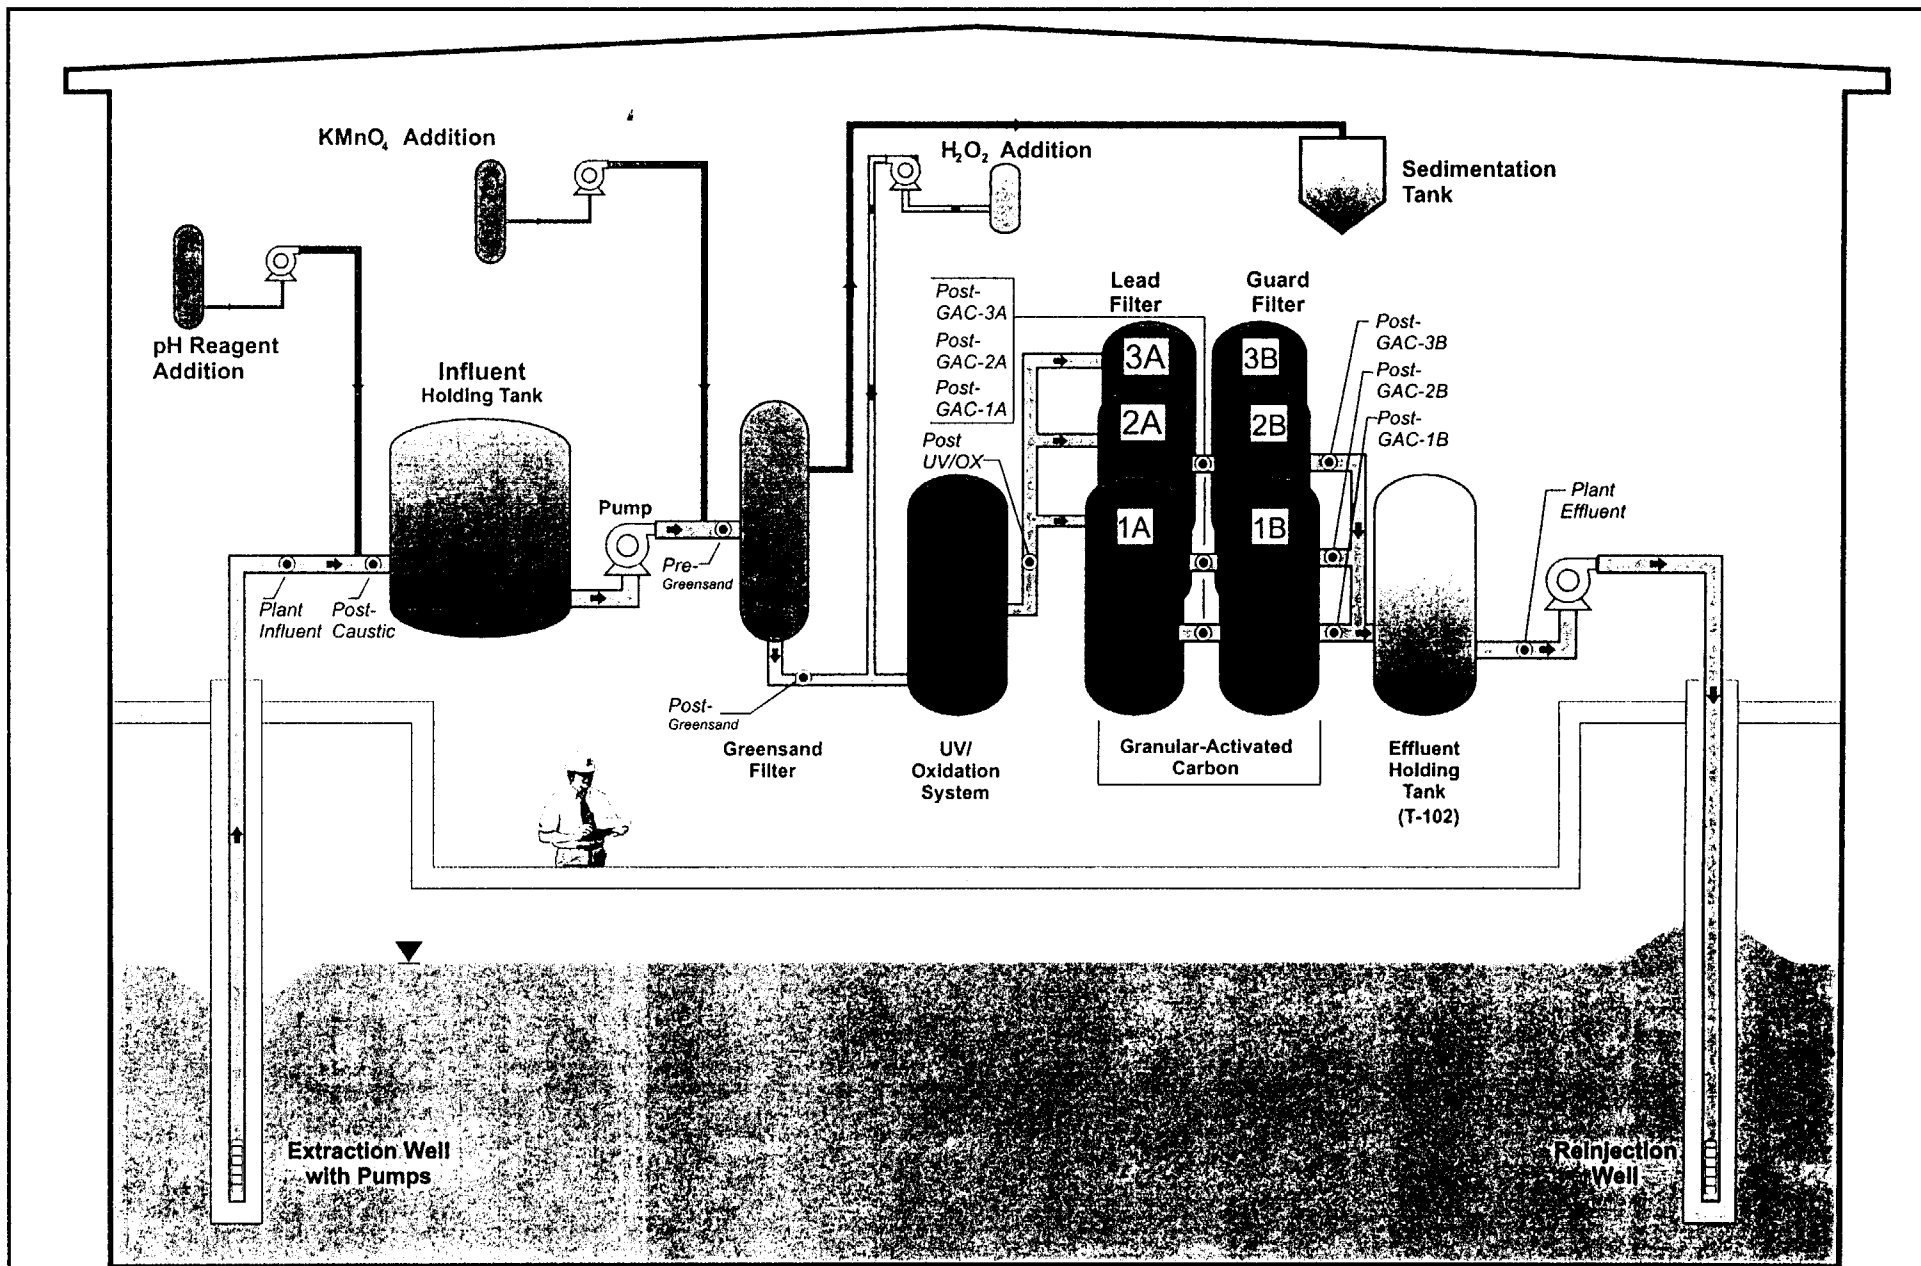 KMnO4 Addition
H2O2 Addition
Sedimentation
Tank
pH Reagent
Addition
Influent
Holding Tank
Pump
Plant
Influent
Post-
Caustic
Pre-
Greensand
Post-
Greensand
Greensand
Filter
Post-
GAC-3A
Post-
GAC-2A
Post-
GAC-1A
Post
UV/OX
UV/
Oxidation
System
Lead
Filter
Guard
Filter
3A
3B
2A
2B
1A
1B
Granular-Activated
Carbon
Post-
GAC-3B
Post-
GAC-2B
Post-
GAC-1B
Effluent
Holding
Tank
(T-102)
Plant
Effluent
Extraction Well
with Pumps
Reinjection
Well